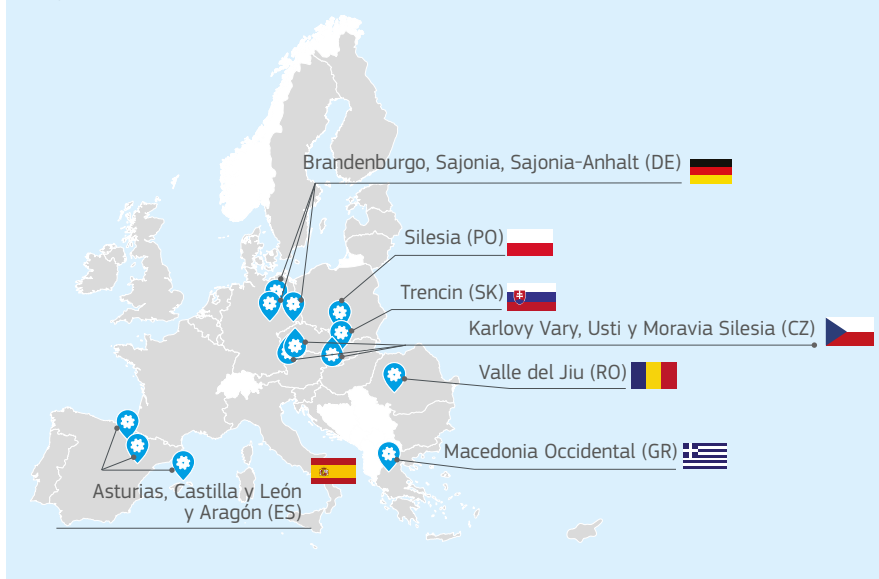 Brandenburgo, Sajonia, Sajonia-Anhalt (DE)
Silesia (PO)
Trencin (SK)
Karlovy Vary, Usti y Moravia Silesia (CZ)
Valle del Jiu (RO)
Macedonia Occidental (GR)
Asturias, Castilla y León
y Aragón (ES)